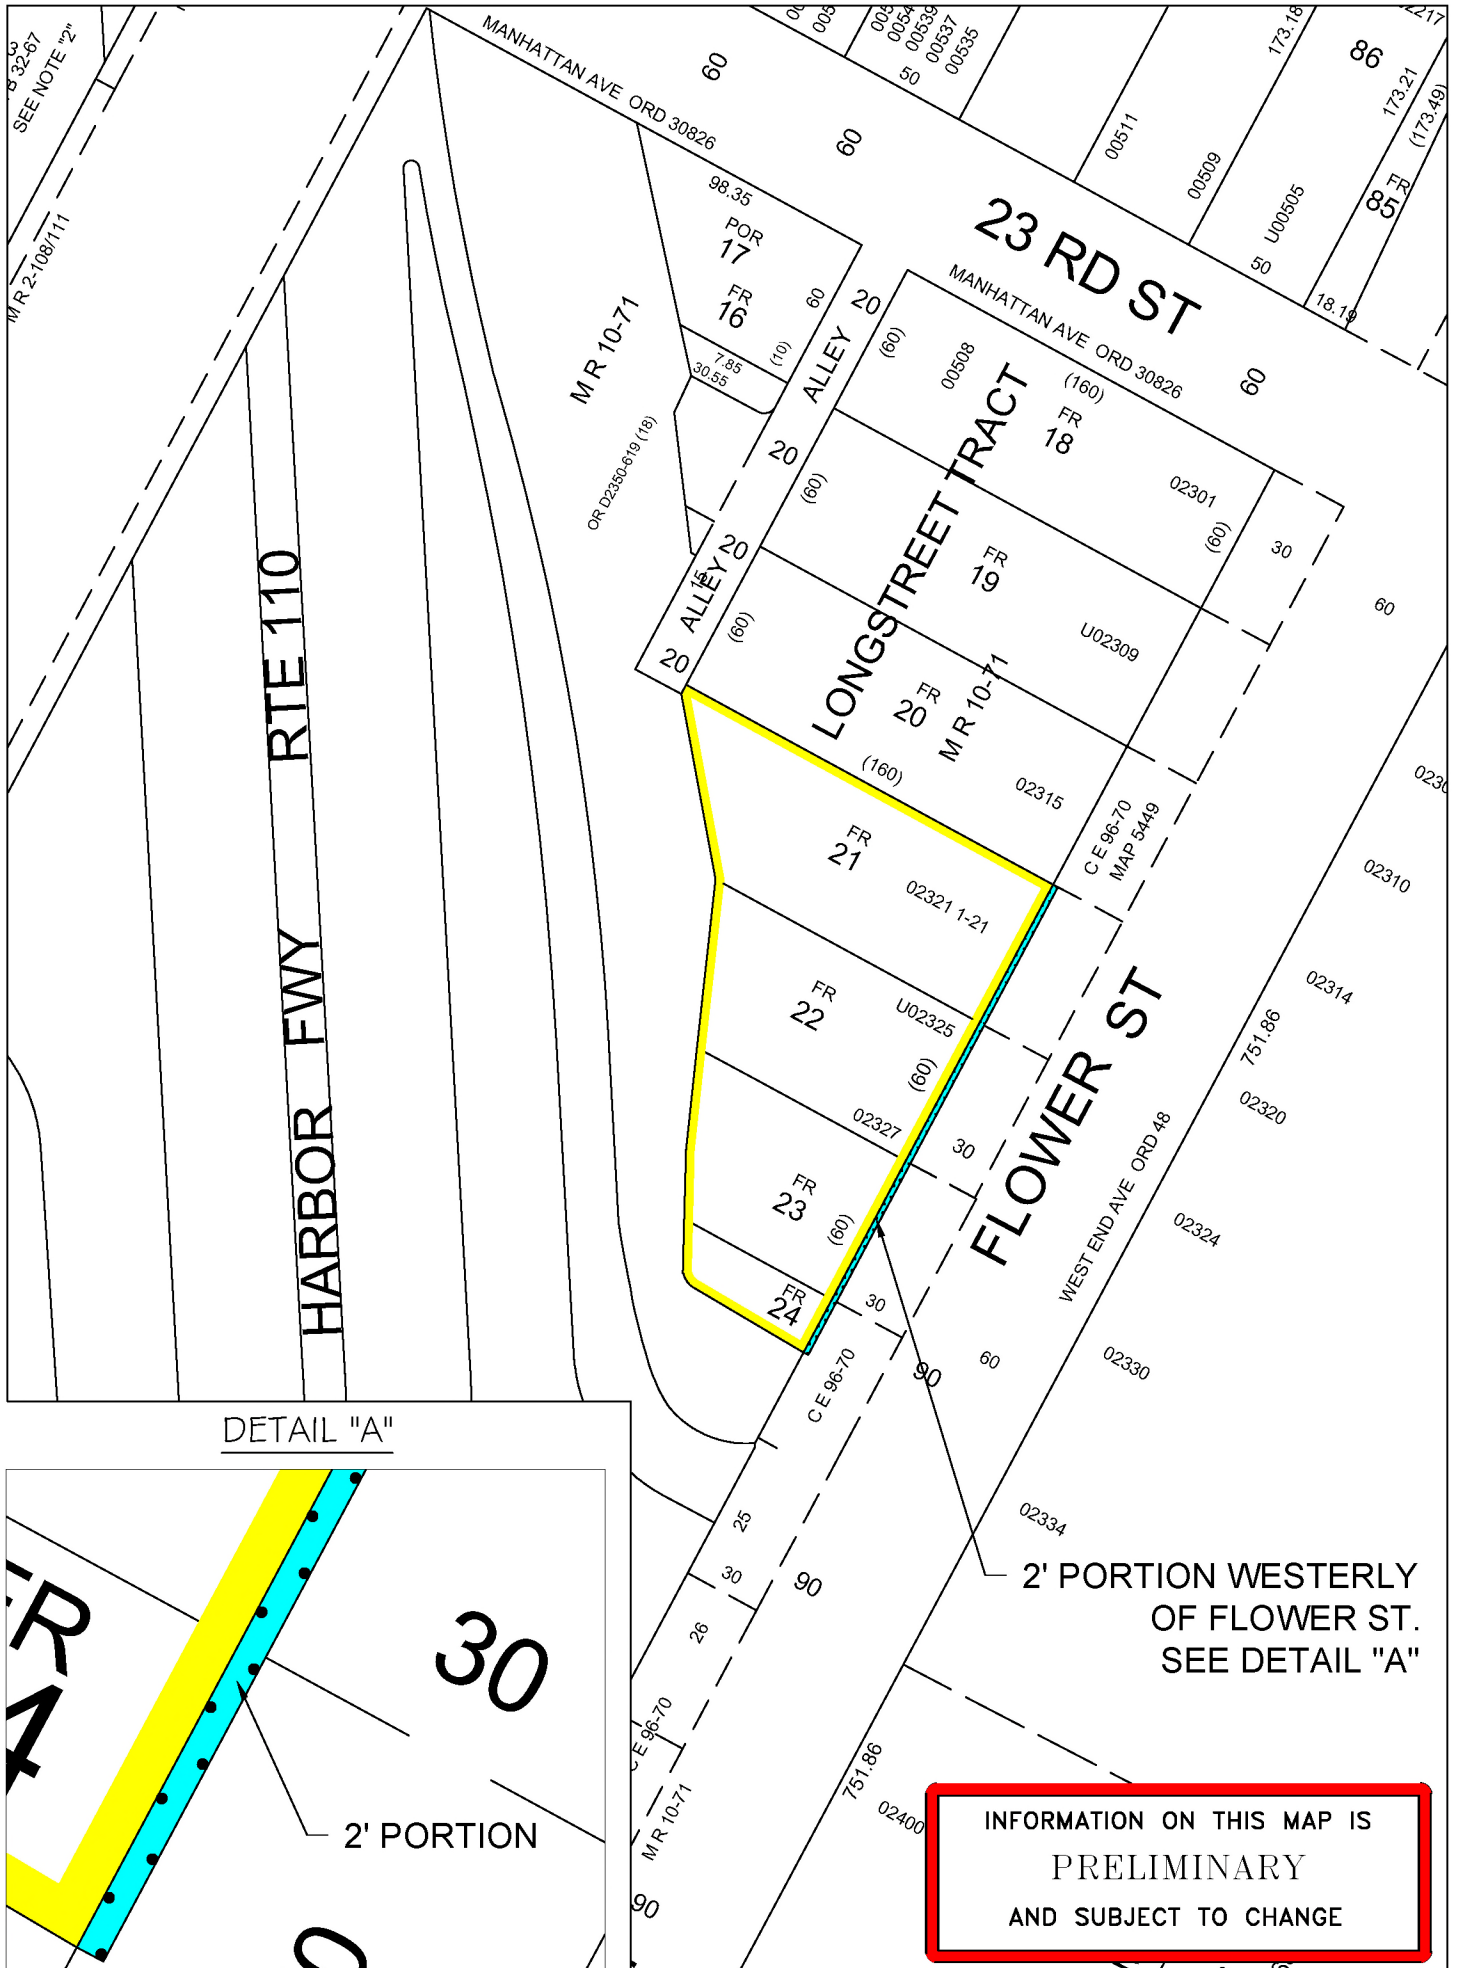 B 32-67
SEE NOTE "2"
M R 2-108/111
MANHATTAN AVE ORD 30826
60
00539
00537
00535
50
60
00511
00509
173.18
86
173.21
(173.49)
U00505
FR
85
50
18.19
23 RD ST
MANHATTAN AVE ORD 30826
60
98.35
POR
17
FR
16
60
(10)
7.85
30.55
M R 10-71
OR D2350-619 (18)
20
ALLEY
20
20
15
ALLEY
20
(60)
00508
(160)
FR
18
02301
(60)
30
LONGSTREET TRACT
M R 10-71
(60)
FR
19
U02309
60
(60)
FR
20
02315
(160)
C E 96-70
MAP 5449
FR
21
02321 1-21
FR
22
U02325
(60)
02327
30
FR
23
(60)
FR
24
30
FLOWER ST
WEST END AVE ORD 48
751.86
02310
02314
02320
02324
02330
02334
60
90
C E 96-70
25
30
90
26
C E 96-70
M R 10-71
90
751.86
02400
RTE 110
HARBOR FWY
2' PORTION WESTERLY
OF FLOWER ST.
SEE DETAIL "A"
DETAIL "A"
30
2' PORTION
INFORMATION ON THIS MAP IS
PRELIMINARY
AND SUBJECT TO CHANGE